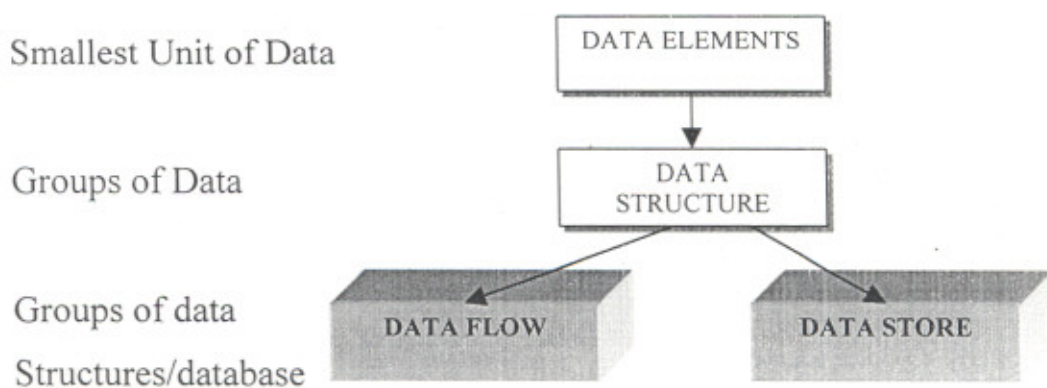 Smallest Unit of Data
DATA ELEMENTS
Groups of Data
DATA
STRUCTURE
Groups of data
Structures/database
DATA FLOW
DATA STORE